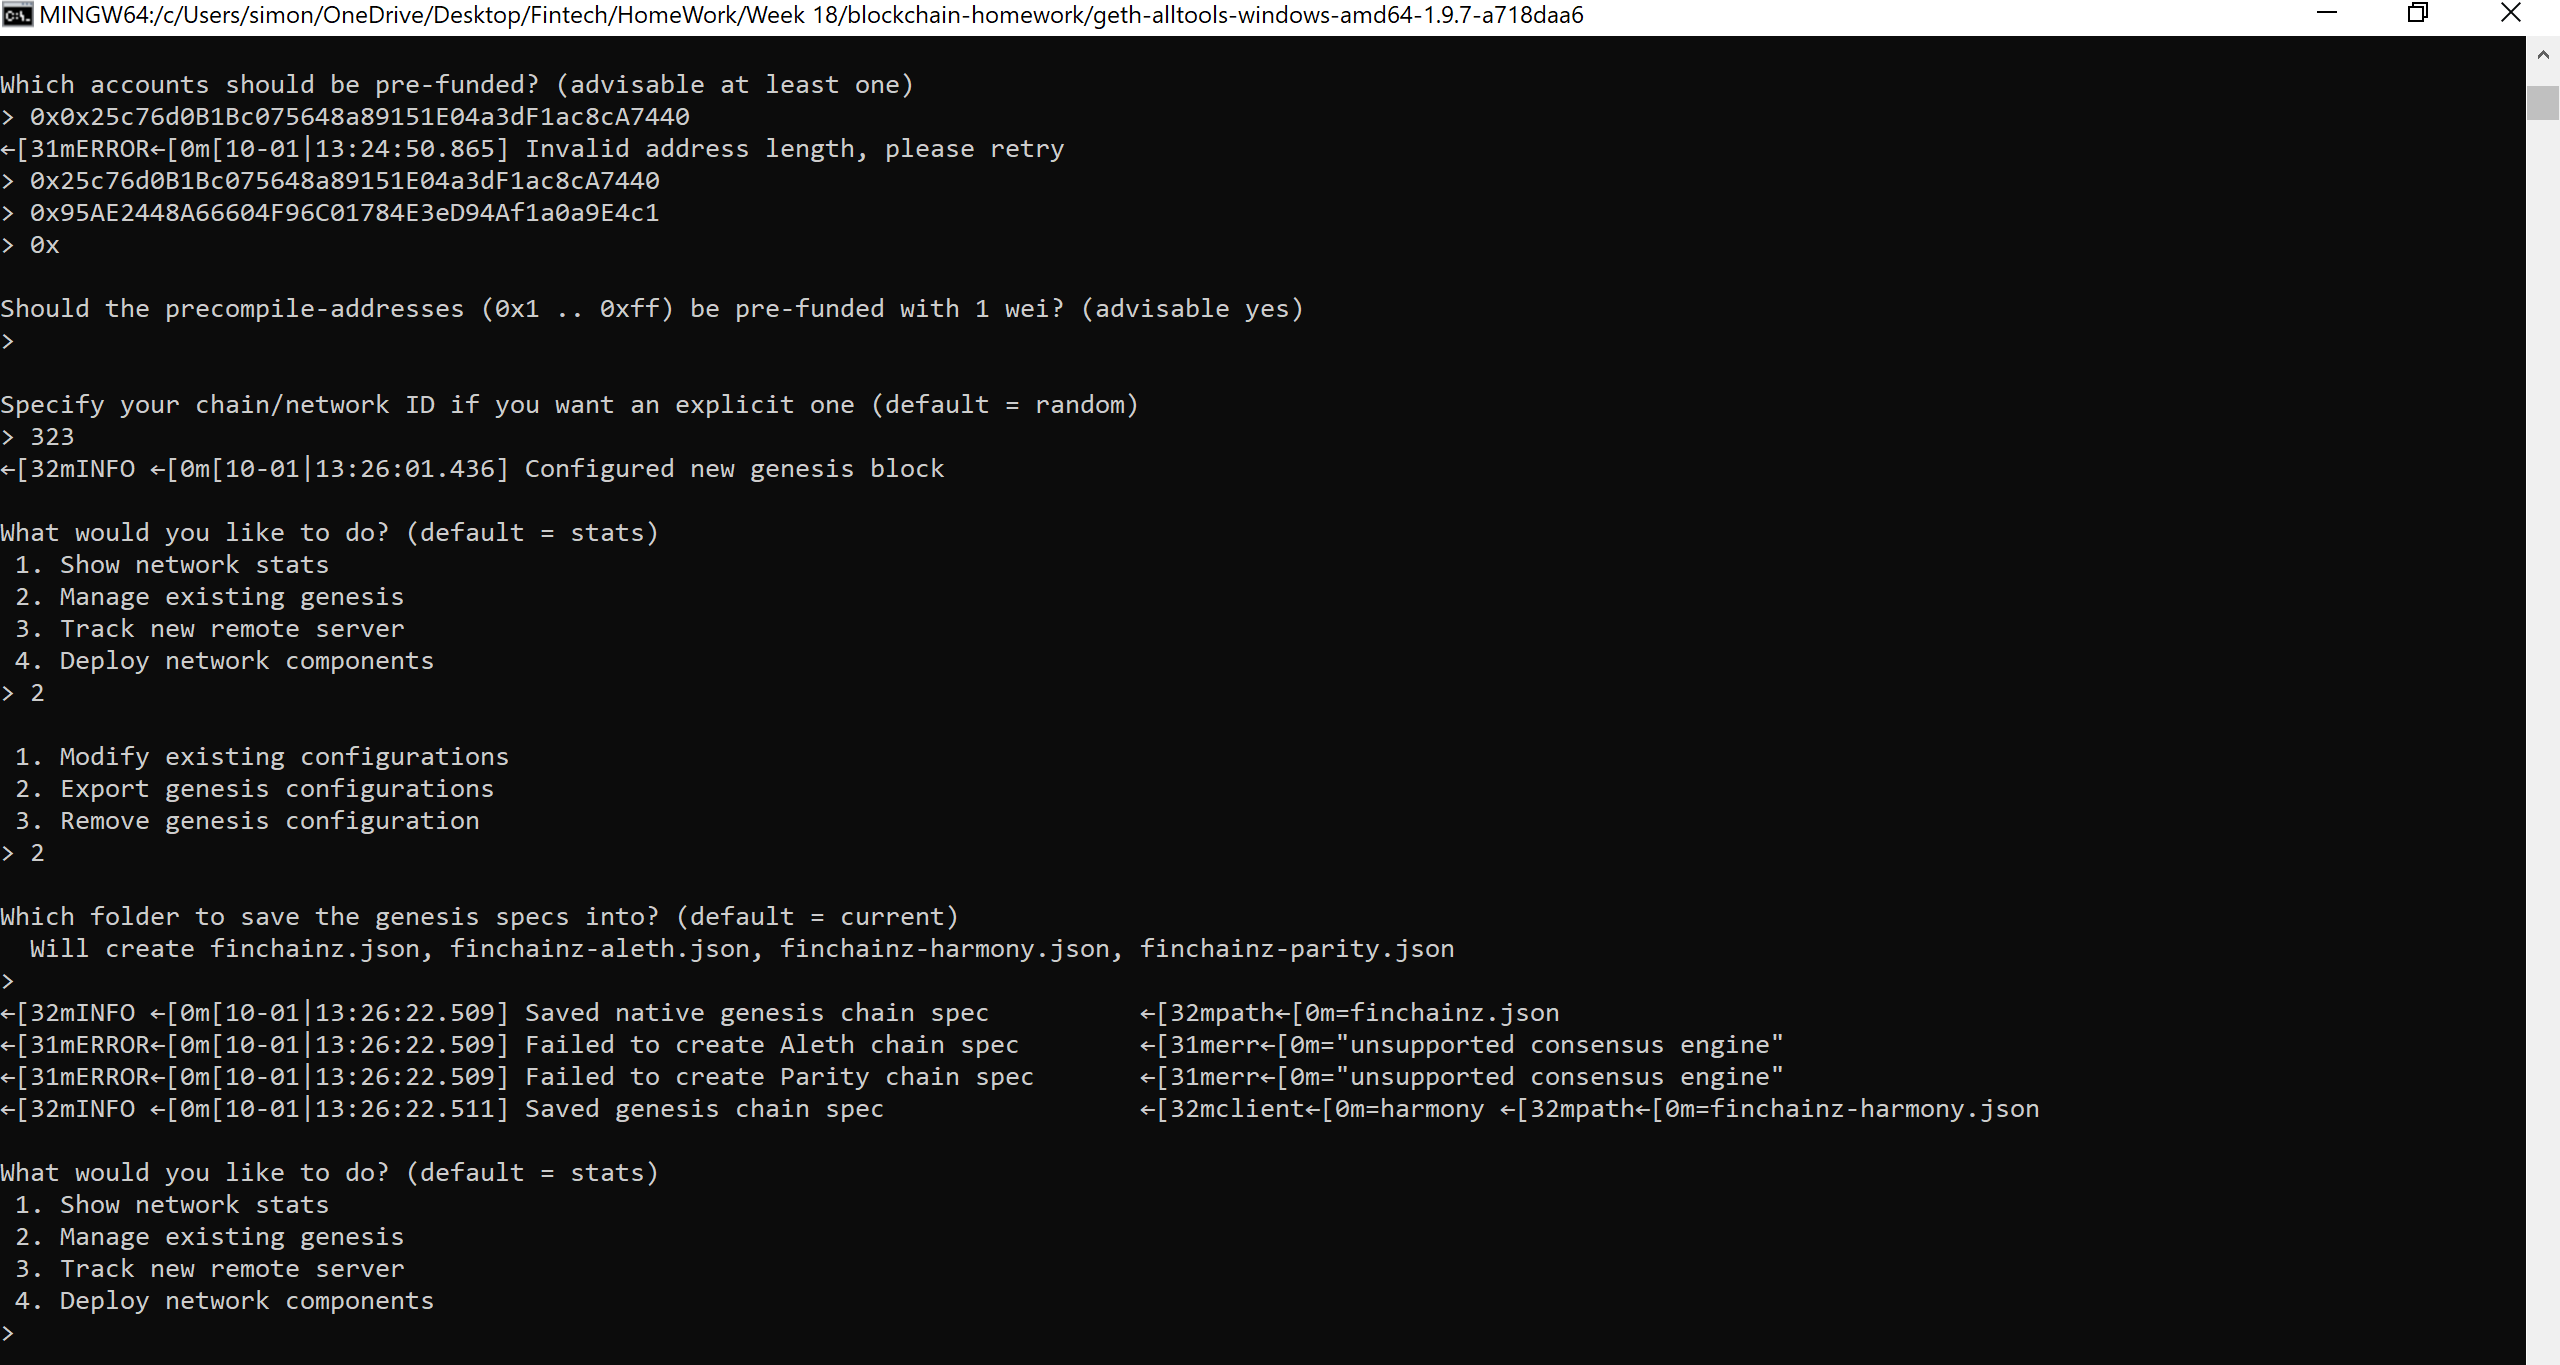 MINGW64:/c/Users/simon/OneDrive/Desktop/Fintech/HomeWork/Week 18/blockchain-homework/geth-alltools-windows-amd64-1.9.7-a718daa6
Which accounts should be pre-funded? (advisable at least one)
> 0x0x25c76d0B1Bc075648a89151E04a3dF1ac8cA7440
←[31mERROR←[0m[10-01|13:24:50.865] Invalid address length, please retry
> 0x25c76d0B1Bc075648a89151E04a3dF1ac8cA7440
> 0x95AE2448A66604F96C01784E3eD94Af1a0a9E4c1
> 0x
Should the precompile-addresses (0x1 .. 0xff) be pre-funded with 1 wei? (advisable yes)
>
Specify your chain/network ID if you want an explicit one (default = random)
> 323
←[32mINFO ←[0m[10-01|13:26:01.436] Configured new genesis block
What would you like to do? (default = stats)
1. Show network stats
2. Manage existing genesis
3. Track new remote server
4. Deploy network components
> 2
1. Modify existing configurations
2. Export genesis configurations
3. Remove genesis configuration
> 2
Which folder to save the genesis specs into? (default = current)
Will create finchainz.json, finchainz-aleth.json, finchainz-harmony.json, finchainz-parity.json
>
←[32mINFO ←[0m[10-01|13:26:22.509] Saved native genesis chain spec ←[32mpath←[0m=finchainz.json
←[31mERROR←[0m[10-01|13:26:22.509] Failed to create Aleth chain spec ←[31merr←[0m="unsupported consensus engine"
←[31mERROR←[0m[10-01|13:26:22.509] Failed to create Parity chain spec ←[31merr←[0m="unsupported consensus engine"
←[32mINFO ←[0m[10-01|13:26:22.511] Saved genesis chain spec ←[32mclient←[0m=harmony ←[32mpath←[0m=finchainz-harmony.json
What would you like to do? (default = stats)
1. Show network stats
2. Manage existing genesis
3. Track new remote server
4. Deploy network components
>